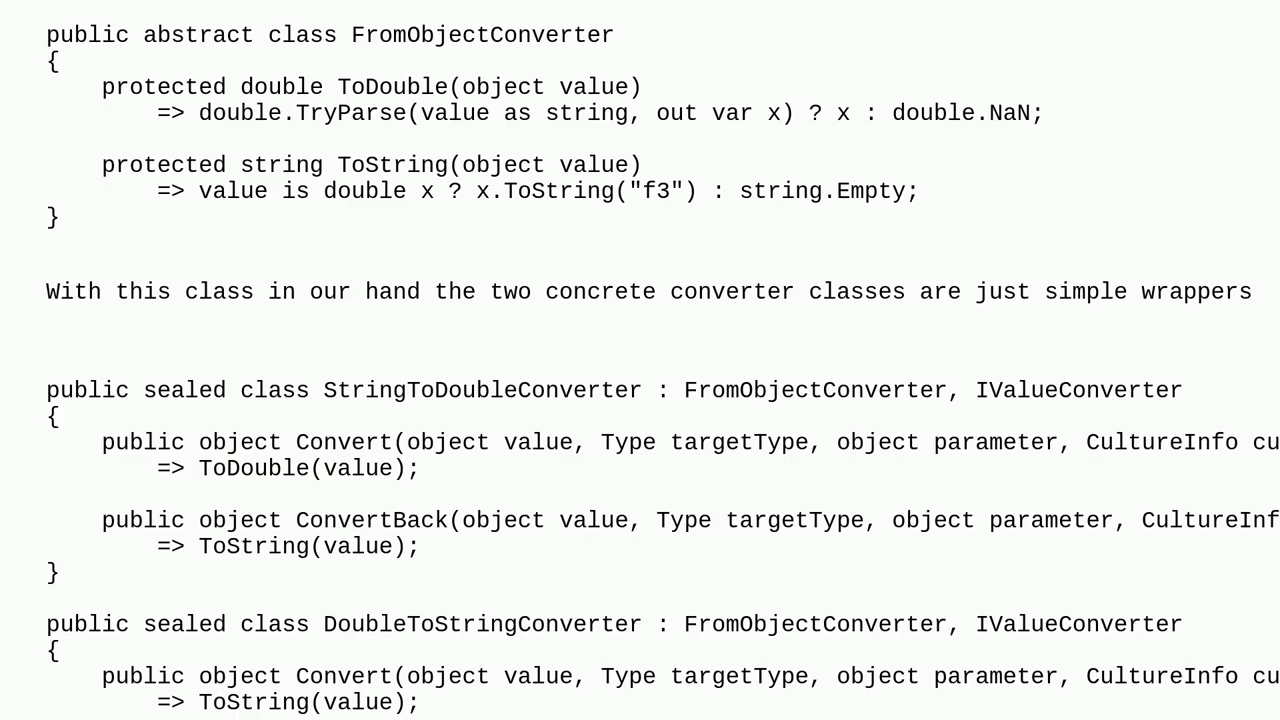 public abstract class FromObjectConverter
{
    protected double ToDouble(object value)
        => double.TryParse(value as string, out var x) ? x : double.NaN;
    protected string ToString(object value)
        => value is double x ? x.ToString("f3") : string.Empty;
}
With this class in our hand the two concrete converter classes are just simple wrappers
public sealed class StringToDoubleConverter : FromObjectConverter, IValueConverter
{
    public object Convert(object value, Type targetType, object parameter, CultureInfo cu
        => ToDouble(value);
    public object ConvertBack(object value, Type targetType, object parameter, CultureInf
        => ToString(value);
}
public sealed class DoubleToStringConverter : FromObjectConverter, IValueConverter
{
    public object Convert(object value, Type targetType, object parameter, CultureInfo cu
        => ToString(value);